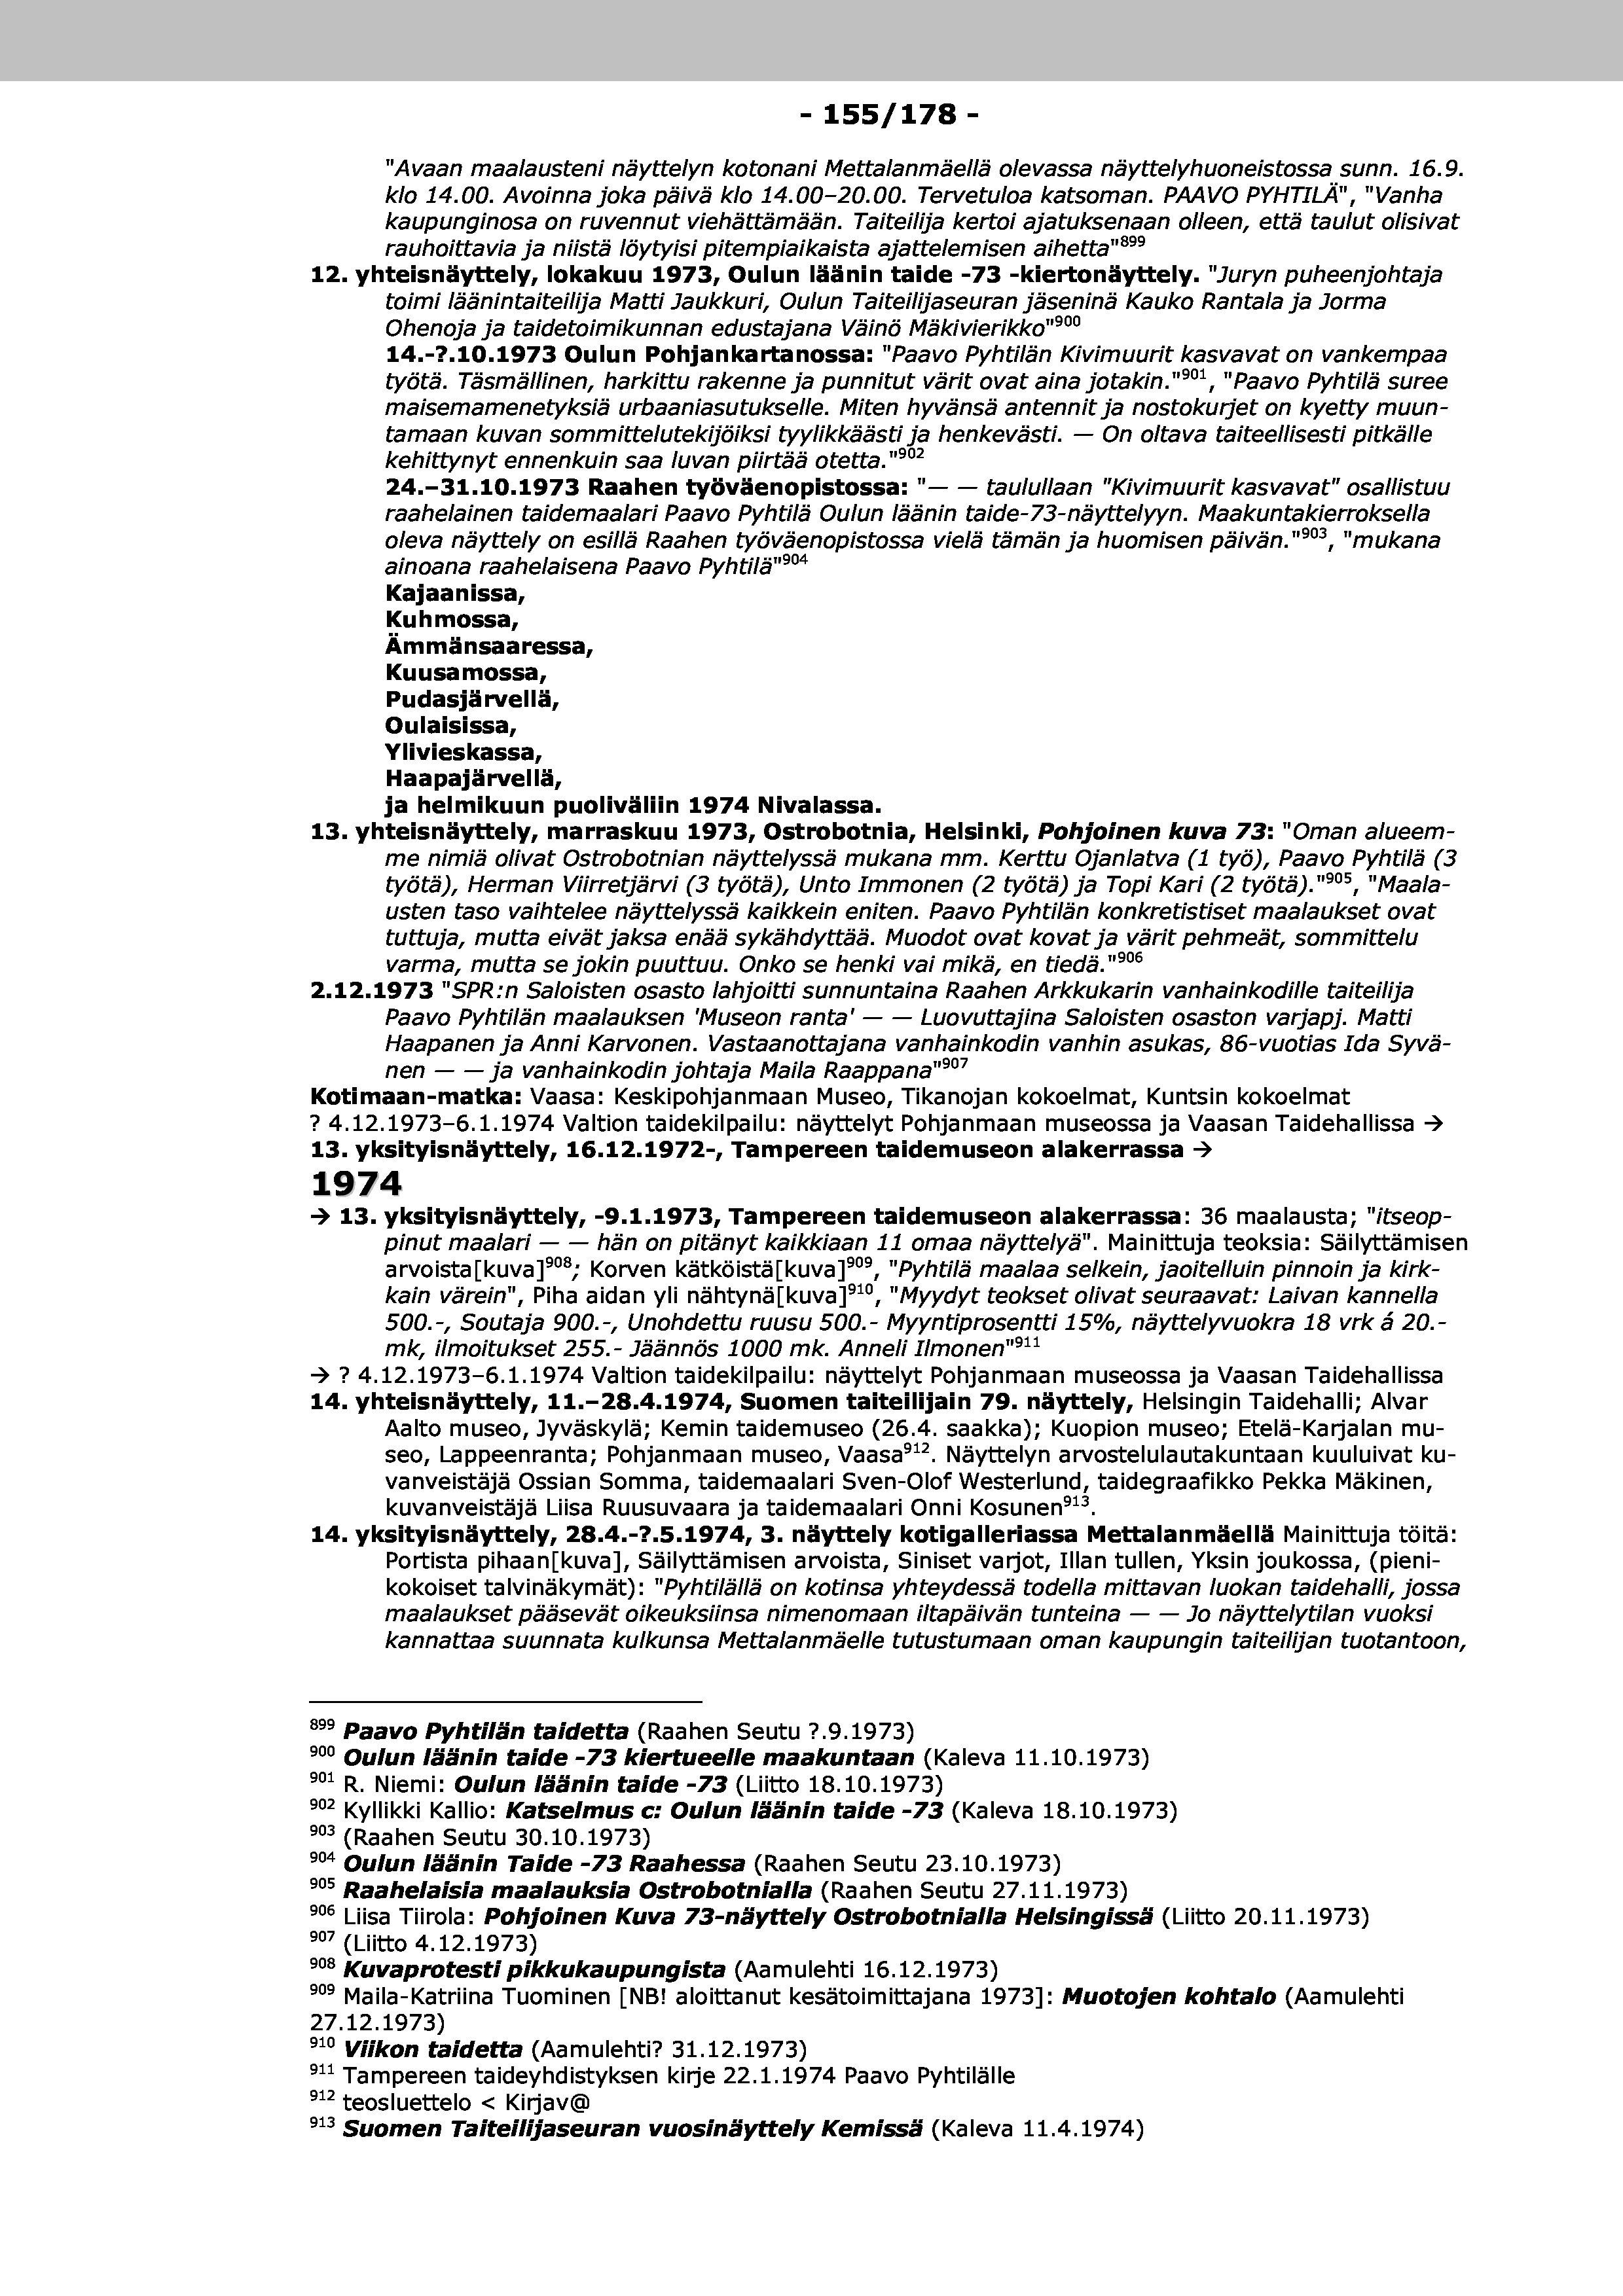 - 155/178 -
"Avaan maalausteni näyttelyn kotonani Mettalanmäellä olevassa näyttelyhuoneistossa sunn. 16.9.
klo 14.00. Avoinna joka päivä klo 14.00–20.00. Tervetuloa katsoman. PAAVO PYHTILÄ", "Vanha
kaupunginosa on ruvennut viehättämään. Taiteilija kertoi ajatuksenaan olleen, että taulut olisivat
rauhoittavia ja niistä löytyisi pitempiaikaista ajattelemisen aihetta"899
12. yhteisnäyttely, lokakuu 1973, Oulun läänin taide -73 -kiertonäyttely. "Juryn puheenjohtaja
toimi läänintaiteilija Matti Jaukkuri, Oulun Taiteilijaseuran jäseninä Kauko Rantala ja Jorma
Ohenoja ja taidetoimikunnan edustajana Väinö Mäkivierikko"900
14.-?.10.1973 Oulun Pohjankartanossa: "Paavo Pyhtilän Kivimuurit kasvavat on vankempaa
työtä. Täsmällinen, harkittu rakenne ja punnitut värit ovat aina jotakin."901, "Paavo Pyhtilä suree
maisemamenetyksiä urbaaniasutukselle. Miten hyvänsä antennit ja nostokurjet on kyetty muun-
tamaan kuvan sommittelutekijöiksi tyylikkäästi ja henkevästi. — On oltava taiteellisesti pitkälle
kehittynyt ennenkuin saa luvan piirtää otetta."902
24.–31.10.1973 Raahen työväenopistossa: "— — taulullaan "Kivimuurit kasvavat" osallistuu
raahelainen taidemaalari Paavo Pyhtilä Oulun läänin taide-73-näyttelyyn. Maakuntakierroksella
oleva näyttely on esillä Raahen työväenopistossa vielä tämän ja huomisen päivän."903, "mukana
ainoana raahelaisena Paavo Pyhtilä"904
Kajaanissa,
Kuhmossa,
Ämmänsaaressa,
Kuusamossa,
Pudasjärvellä,
Oulaisissa,
Ylivieskassa,
Haapajärvellä,
ja helmikuun puoliväliin 1974 Nivalassa.
13. yhteisnäyttely, marraskuu 1973, Ostrobotnia, Helsinki, Pohjoinen kuva 73: "Oman alueem-
me nimiä olivat Ostrobotnian näyttelyssä mukana mm. Kerttu Ojanlatva (1 työ), Paavo Pyhtilä (3
työtä), Herman Viirretjärvi (3 työtä), Unto Immonen (2 työtä) ja Topi Kari (2 työtä)."905, "Maala-
usten taso vaihtelee näyttelyssä kaikkein eniten. Paavo Pyhtilän konkretistiset maalaukset ovat
tuttuja, mutta eivät jaksa enää sykähdyttää. Muodot ovat kovat ja värit pehmeät, sommittelu
varma, mutta se jokin puuttuu. Onko se henki vai mikä, en tiedä."906
2.12.1973 "SPR:n Saloisten osasto lahjoitti sunnuntaina Raahen Arkkukarin vanhainkodille taiteilija
Paavo Pyhtilän maalauksen 'Museon ranta' — — Luovuttajina Saloisten osaston varjapj. Matti
Haapanen ja Anni Karvonen. Vastaanottajana vanhainkodin vanhin asukas, 86-vuotias Ida Syvä-
nen — — ja vanhainkodin johtaja Maila Raappana"907
Kotimaan-matka: Vaasa: Keskipohjanmaan Museo, Tikanojan kokoelmat, Kuntsin kokoelmat
? 4.12.1973–6.1.1974 Valtion taidekilpailu: näyttelyt Pohjanmaan museossa ja Vaasan Taidehallissa →
13. yksityisnäyttely, 16.12.1972-, Tampereen taidemuseon alakerrassa →
1974
→ 13. yksityisnäyttely, -9.1.1973, Tampereen taidemuseon alakerrassa: 36 maalausta; "itseop-
pinut maalari — — hän on pitänyt kaikkiaan 11 omaa näyttelyä". Mainittuja teoksia: Säilyttämisen
arvoista[kuva]908; Korven kätköistä[kuva]909, "Pyhtilä maalaa selkein, jaoitelluin pinnoin ja kirk-
kain värein", Piha aidan yli nähtynä[kuva]910, "Myydyt teokset olivat seuraavat: Laivan kannella
500.-, Soutaja 900.-, Unohdettu ruusu 500.- Myyntiprosentti 15%, näyttelyvuokra 18 vrk á 20.-
mk, ilmoitukset 255.- Jäännös 1000 mk. Anneli Ilmonen"911
→ ? 4.12.1973–6.1.1974 Valtion taidekilpailu: näyttelyt Pohjanmaan museossa ja Vaasan Taidehallissa
14. yhteisnäyttely, 11.–28.4.1974, Suomen taiteilijain 79. näyttely, Helsingin Taidehalli; Alvar
Aalto museo, Jyväskylä; Kemin taidemuseo (26.4. saakka); Kuopion museo; Etelä-Karjalan mu-
seo, Lappeenranta; Pohjanmaan museo, Vaasa912. Näyttelyn arvostelulautakuntaan kuuluivat ku-
vanveistäjä Ossian Somma, taidemaalari Sven-Olof Westerlund, taidegraafikko Pekka Mäkinen,
kuvanveistäjä Liisa Ruusuvaara ja taidemaalari Onni Kosunen913.
14. yksityisnäyttely, 28.4.-?.5.1974, 3. näyttely kotigalleriassa Mettalanmäellä Mainittuja töitä:
Portista pihaan[kuva], Säilyttämisen arvoista, Siniset varjot, Illan tullen, Yksin joukossa, (pieni-
kokoiset talvinäkymät): "Pyhtilällä on kotinsa yhteydessä todella mittavan luokan taidehalli, jossa
maalaukset pääsevät oikeuksiinsa nimenomaan iltapäivän tunteina — — Jo näyttelytilan vuoksi
kannattaa suunnata kulkunsa Mettalanmäelle tutustumaan oman kaupungin taiteilijan tuotantoon,
899 Paavo Pyhtilän taidetta (Raahen Seutu ?.9.1973)
900 Oulun läänin taide -73 kiertueelle maakuntaan (Kaleva 11.10.1973)
901 R. Niemi: Oulun läänin taide -73 (Liitto 18.10.1973)
902 Kyllikki Kallio: Katselmus c: Oulun läänin taide -73 (Kaleva 18.10.1973)
903 (Raahen Seutu 30.10.1973)
904 Oulun läänin Taide -73 Raahessa (Raahen Seutu 23.10.1973)
905 Raahelaisia maalauksia Ostrobotnialla (Raahen Seutu 27.11.1973)
906 Liisa Tiirola: Pohjoinen Kuva 73-näyttely Ostrobotnialla Helsingissä (Liitto 20.11.1973)
907 (Liitto 4.12.1973)
908 Kuvaprotesti pikkukaupungista (Aamulehti 16.12.1973)
909 Maila-Katriina Tuominen [NB! aloittanut kesätoimittajana 1973]: Muotojen kohtalo (Aamulehti
27.12.1973)
910 Viikon taidetta (Aamulehti? 31.12.1973)
911 Tampereen taideyhdistyksen kirje 22.1.1974 Paavo Pyhtilälle
912 teosluettelo < Kirjav@
913 Suomen Taiteilijaseuran vuosinäyttely Kemissä (Kaleva 11.4.1974)